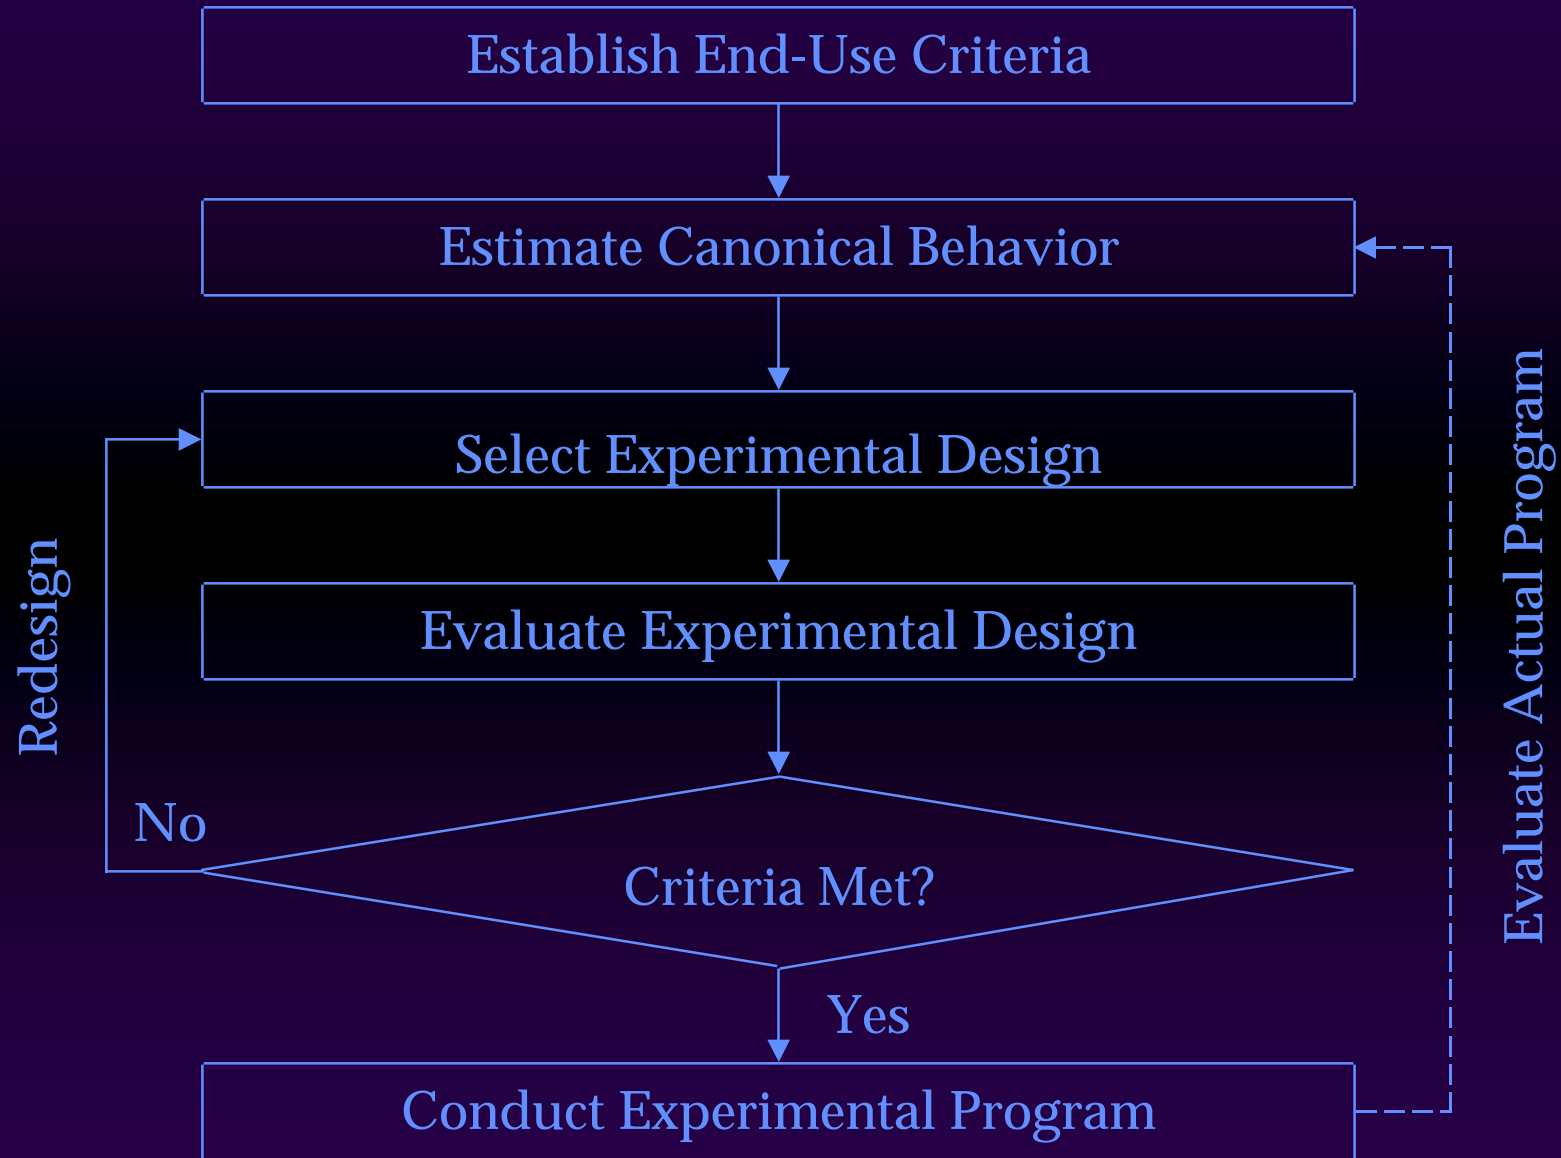 Establish End-Use Criteria
Estimate Canonical Behavior
Select Experimental Design
Evaluate Experimental Design
Redesign
Evaluate Actual Program
No
Criteria Met?
Yes
Conduct Experimental Program